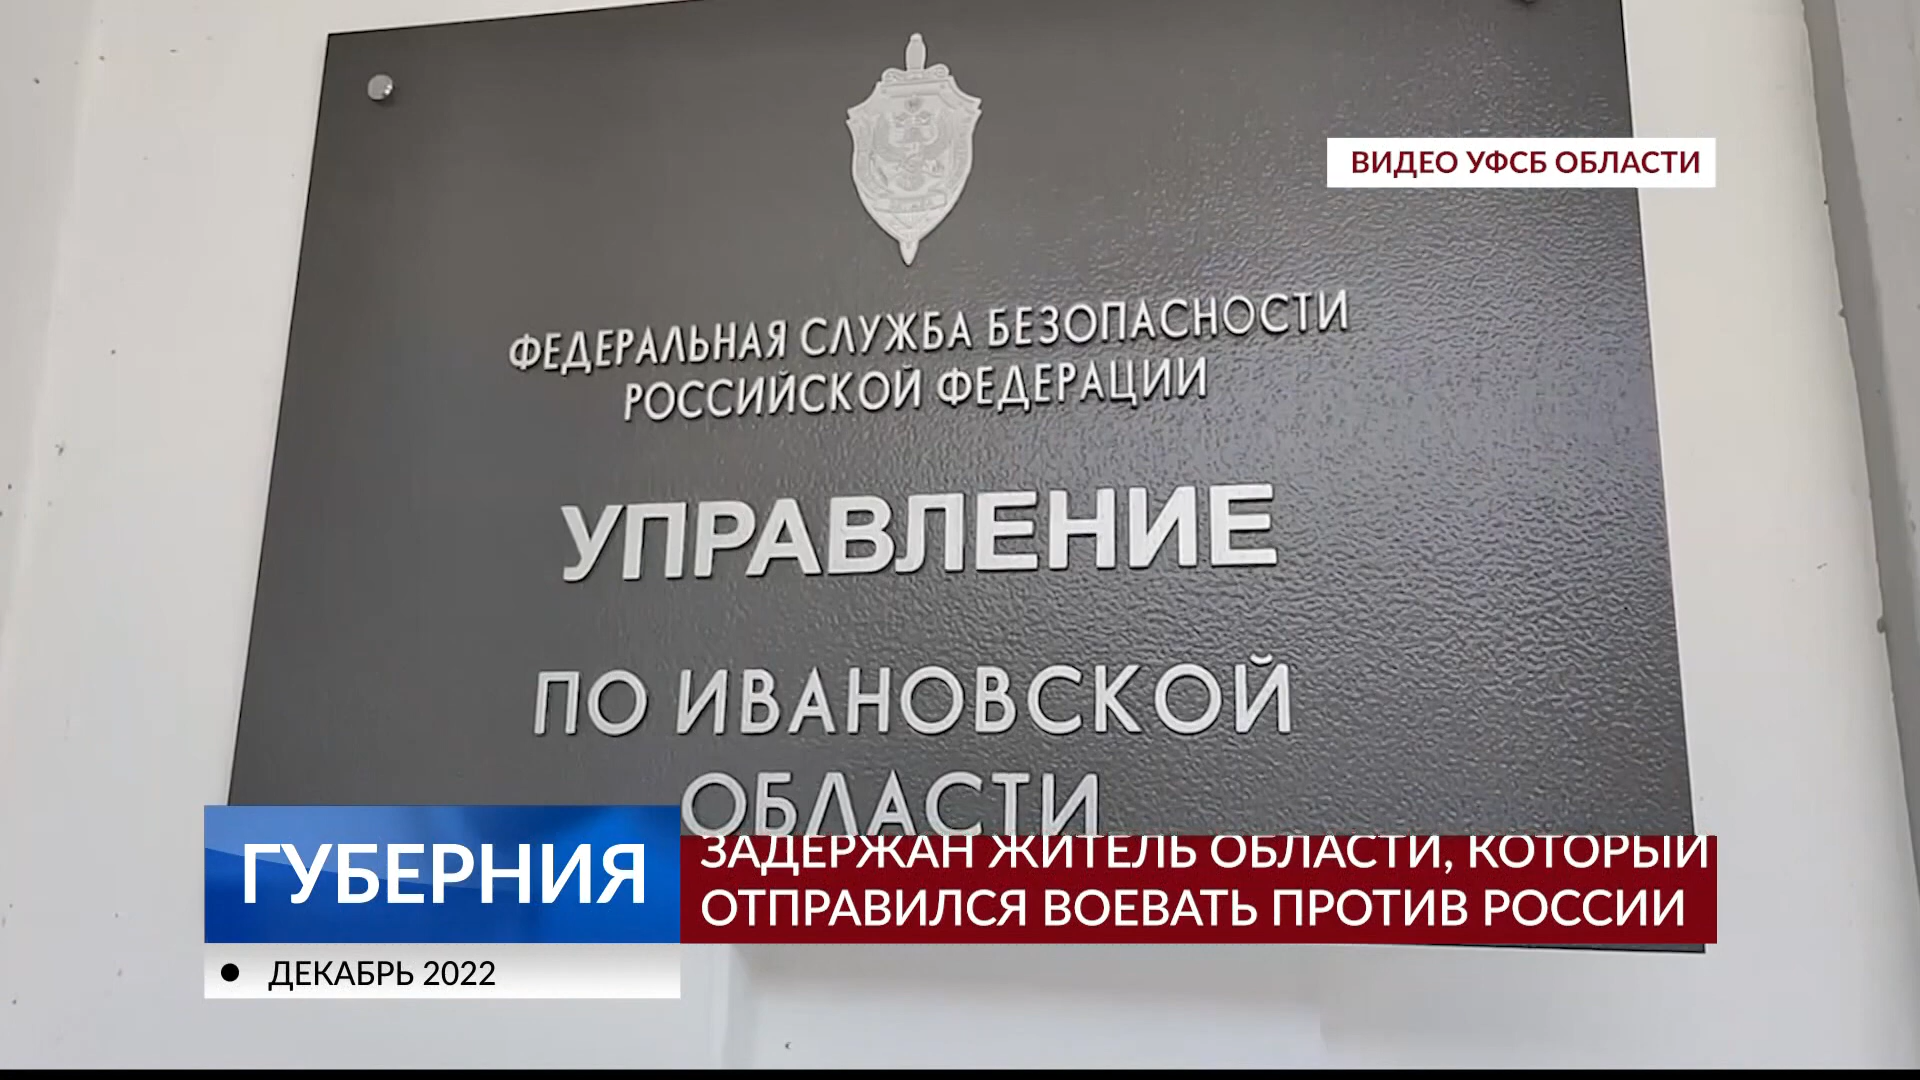 ВИДЕО УФСБ ОБЛАСТИ
ФЕДЕРАЛЬНАЯ СЛУЖБА БЕЗОПАСНОСТИ
РОССИЙСКОЙ ФЕДЕРАЦИИ
УПРАВЛЕНИЕ
ПО ИВАНОВСКОЙ
ОБЛАСТИ
ГУБЕРНИЯ
ЗАДЕРЖАН ЖИТЕЛЬ ОБЛАСТИ, КОТОРЫЙ
ОТПРАВИЛСЯ ВОЕВАТЬ ПРОТИВ РОССИИ
ДЕКАБРЬ 2022